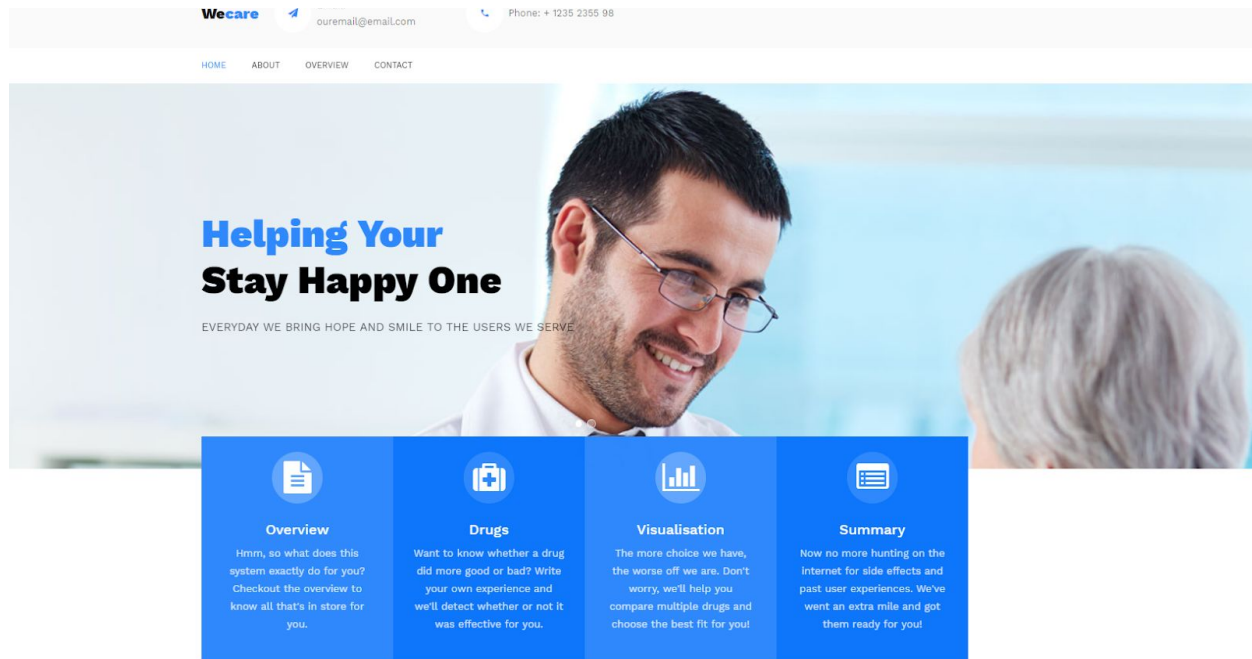 Wecare
ouremail@email.com
Phone: + 1235 2355 98
HOME ABOUT OVERVIEW CONTACT
Helping Your
Stay Happy One
EVERYDAY WE BRING HOPE AND SMILE TO THE USERS WE SERVE
Overview
Hmm, so what does this
system exactly do for you?
Checkout the overview to
know all that's in store for
you.
Drugs
Want to know whether a drug
did more good or bad? Write
your own experience and
we'll detect whether or not it
was effective for you.
Visualisation
The more choice we have,
the worse off we are. Don't
worry, we'll help you
compare multiple drugs and
choose the best fit for you!
Summary
Now no more hunting on the
internet for side effects and
past user experiences. We've
went an extra mile and got
them ready for you!